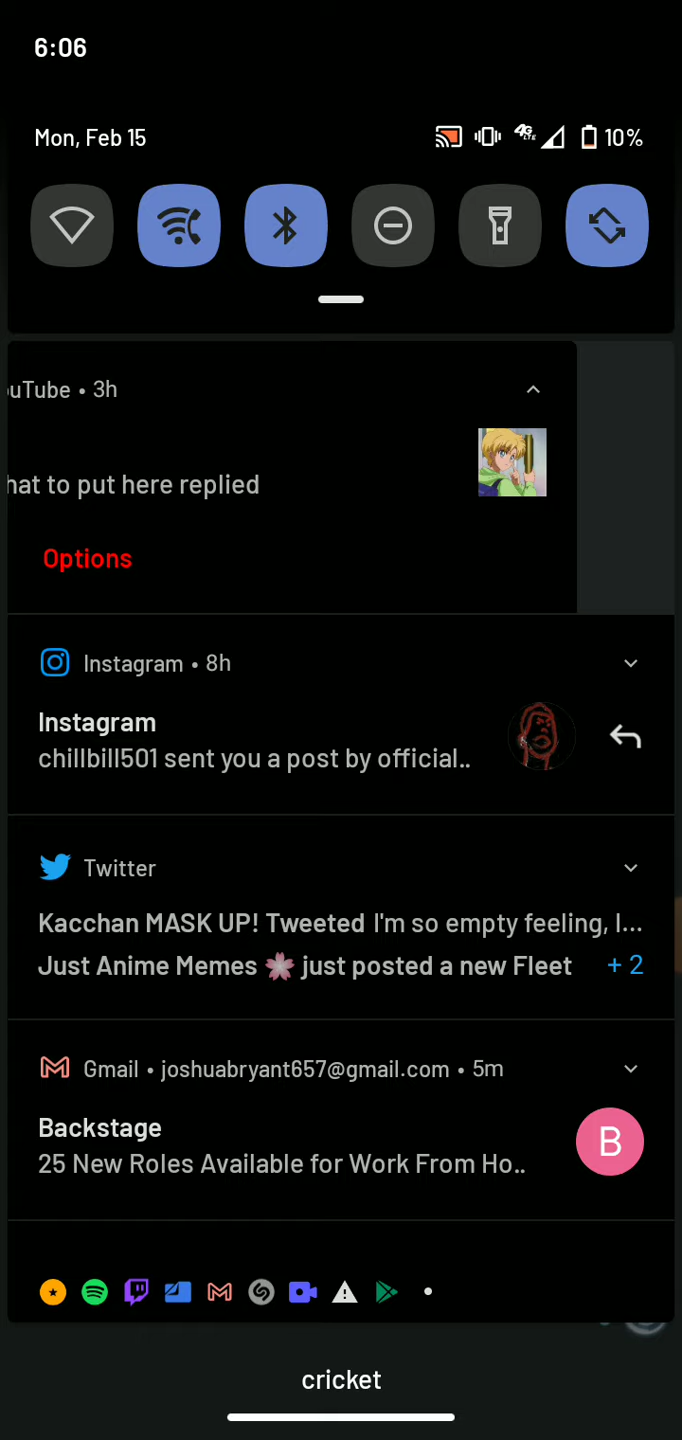 6:06
Mon, Feb 15
4G LTE 10%
uTube • 3h
hat to put here replied
Options
Instagram • 8h
Instagram
chillbill501 sent you a post by official..
Twitter
Kacchan MASK UP! Tweeted I'm so empty feeling, I...
Just Anime Memes 🌸 just posted a new Fleet + 2
Gmail • joshuabryant657@gmail.com • 5m
Backstage
25 New Roles Available for Work From Ho..
B
cricket